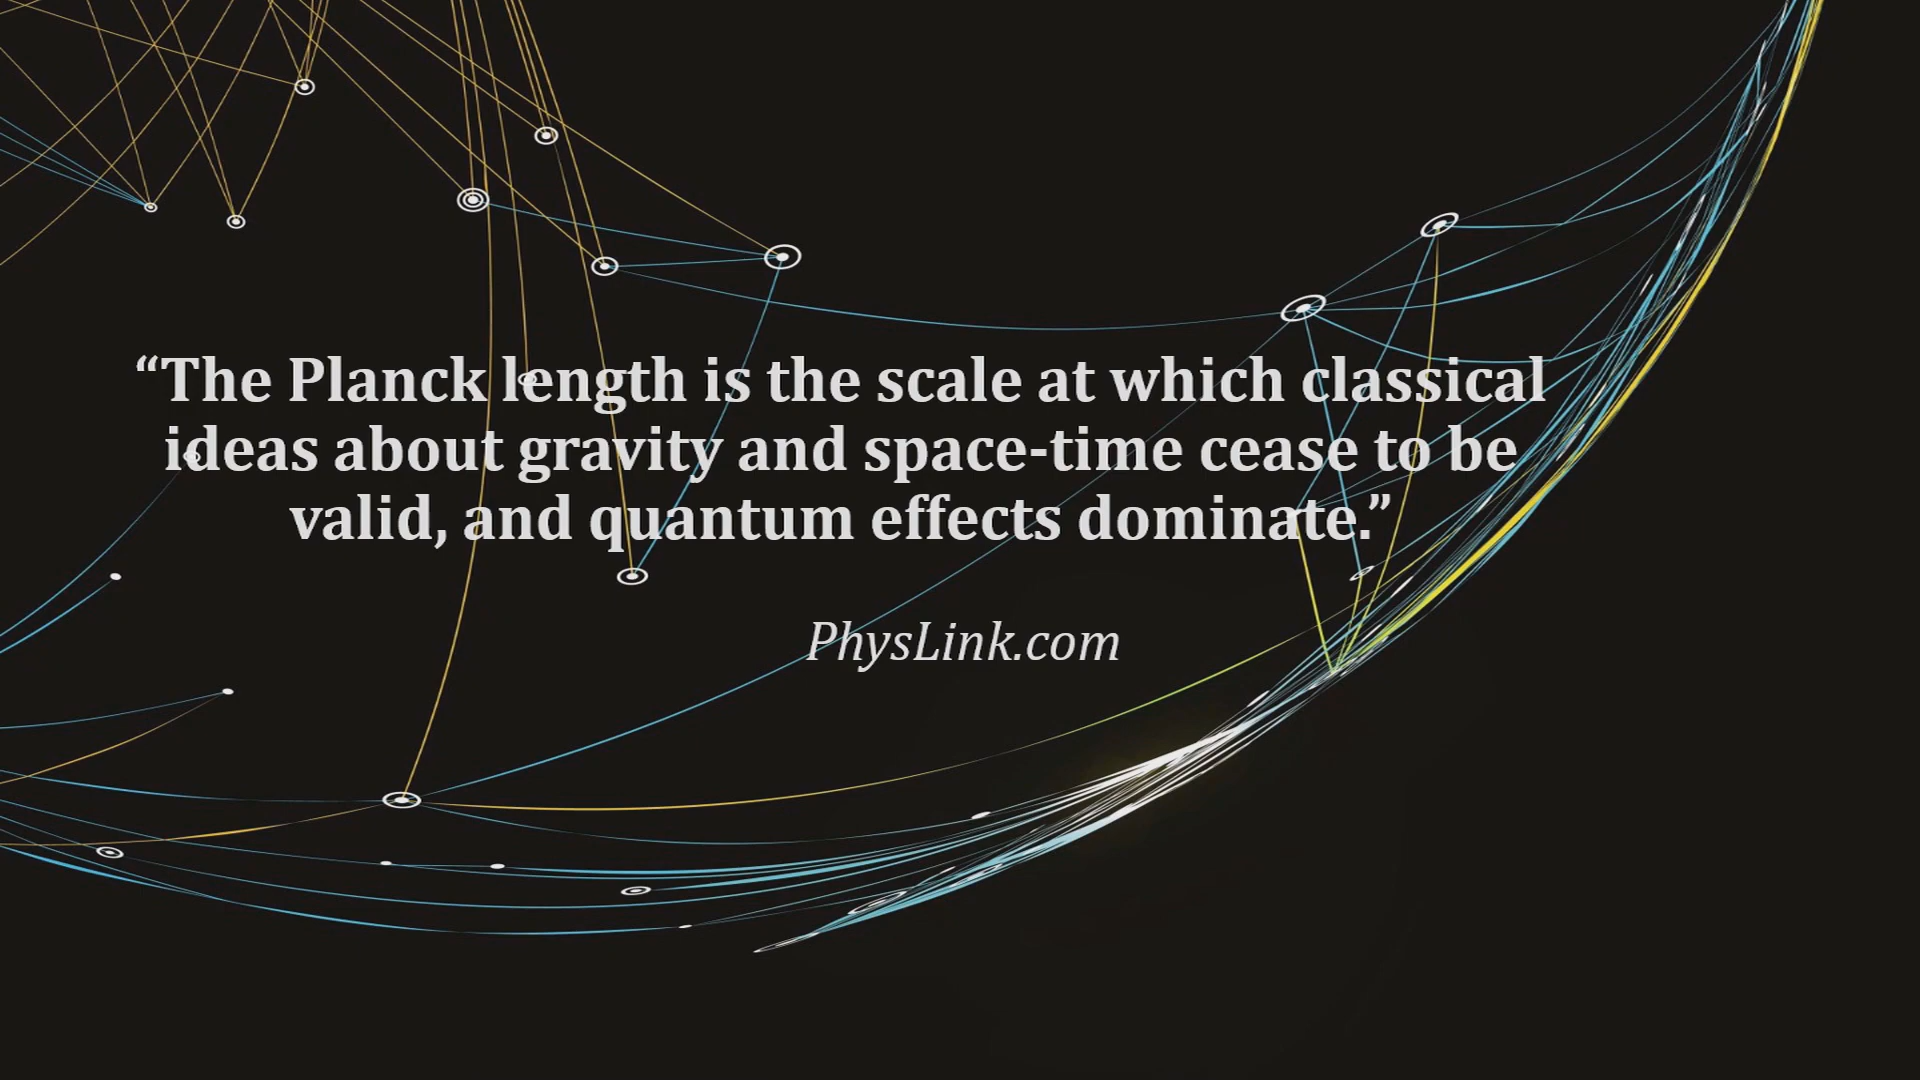 “The Planck length is the scale at which classical
ideas about gravity and space-time cease to be
valid, and quantum effects dominate.”
PhysLink.com